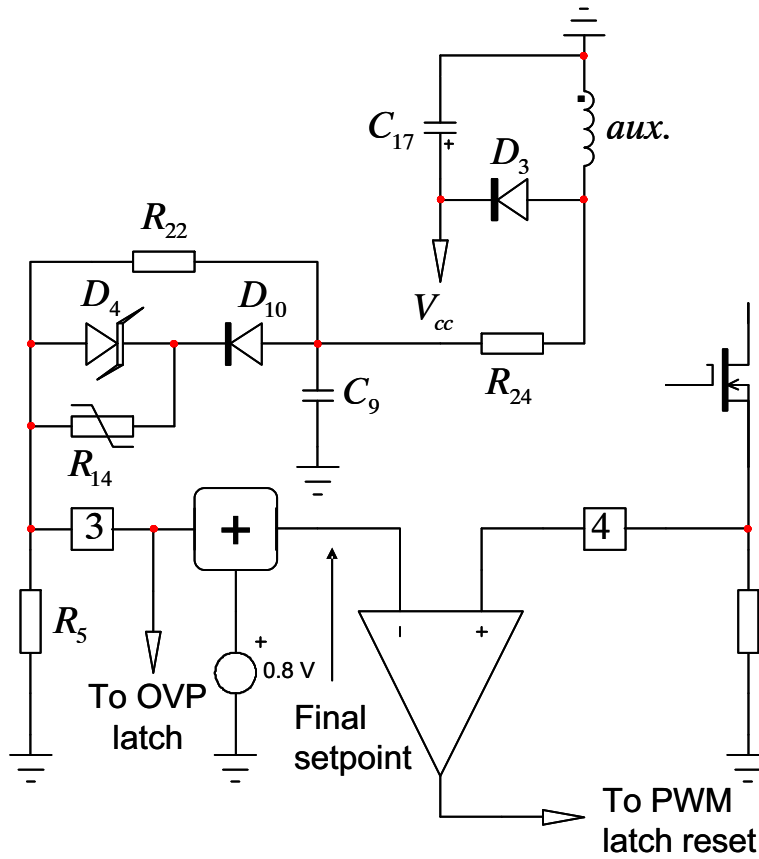 C17
aux.
D3
R22
D4
D10
Vcc
R24
C9
R14
3
+
4
R5
+
0.8 V
- +
To OVP
latch
Final
setpoint
To PWM
latch reset